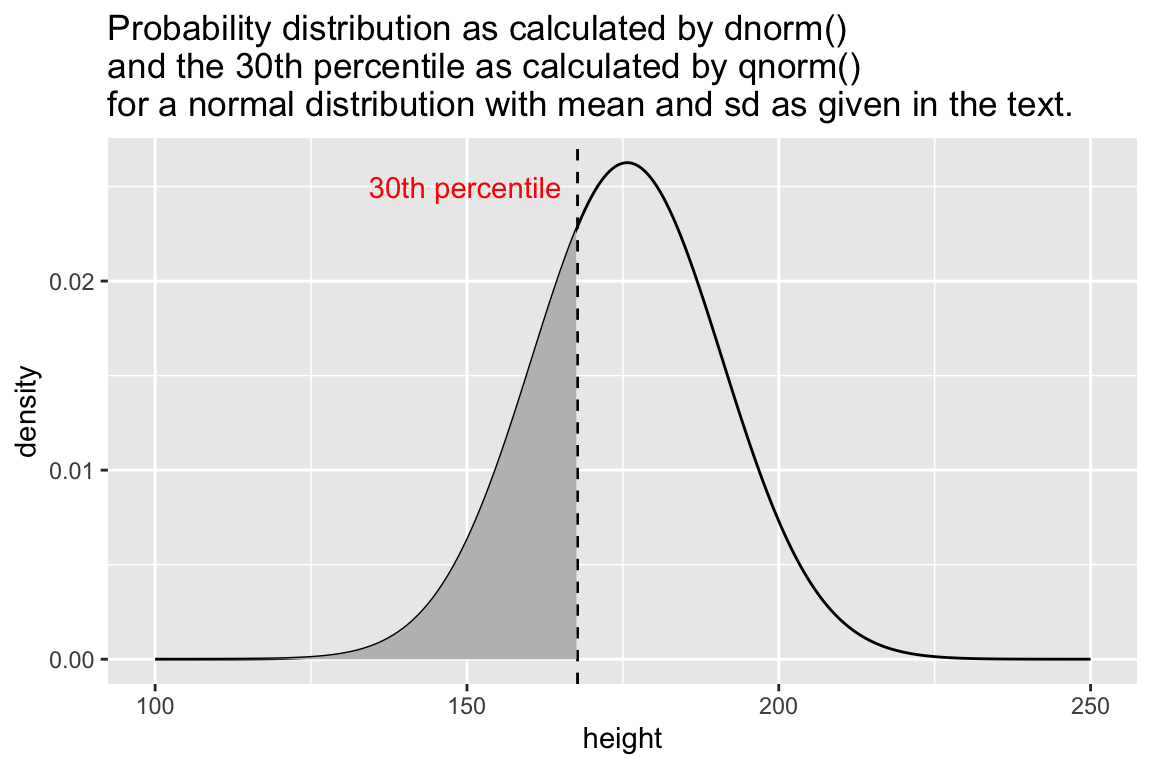 Probability distribution as calculated by dnorm()
and the 30th percentile as calculated by qnorm()
for a normal distribution with mean and sd as given in the text.
30th percentile
0.02
0.01
0.00
density
100
150
200
250
height